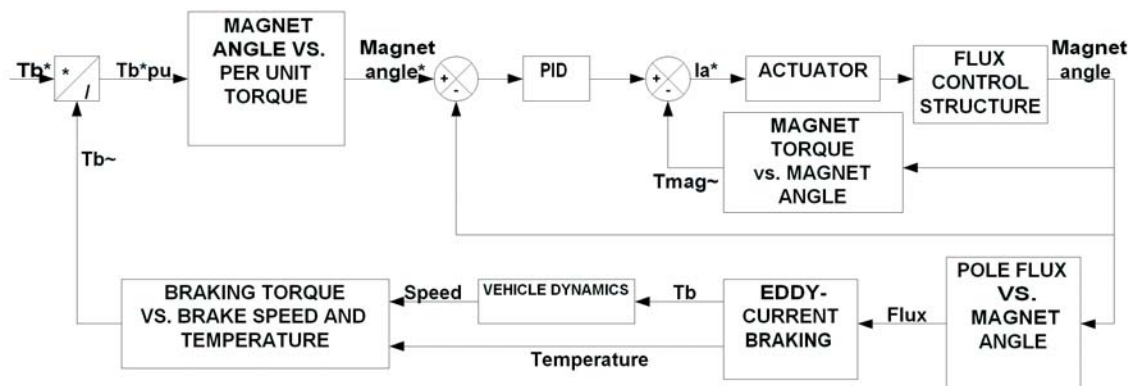 Tb*
*
/
Tb*pu
MAGNET
ANGLE VS.
PER UNIT
TORQUE
Magnet
angle*
+
-
PID
+
-
Ia*
ACTUATOR
FLUX
CONTROL
STRUCTURE
Magnet
angle
Tb~
Tmag~
MAGNET
TORQUE
vs. MAGNET
ANGLE
BRAKING TORQUE
VS. BRAKE SPEED AND
TEMPERATURE
Speed
VEHICLE DYNAMICS
Tb
EDDY-
CURRENT
BRAKING
Flux
POLE FLUX
VS.
MAGNET
ANGLE
Temperature